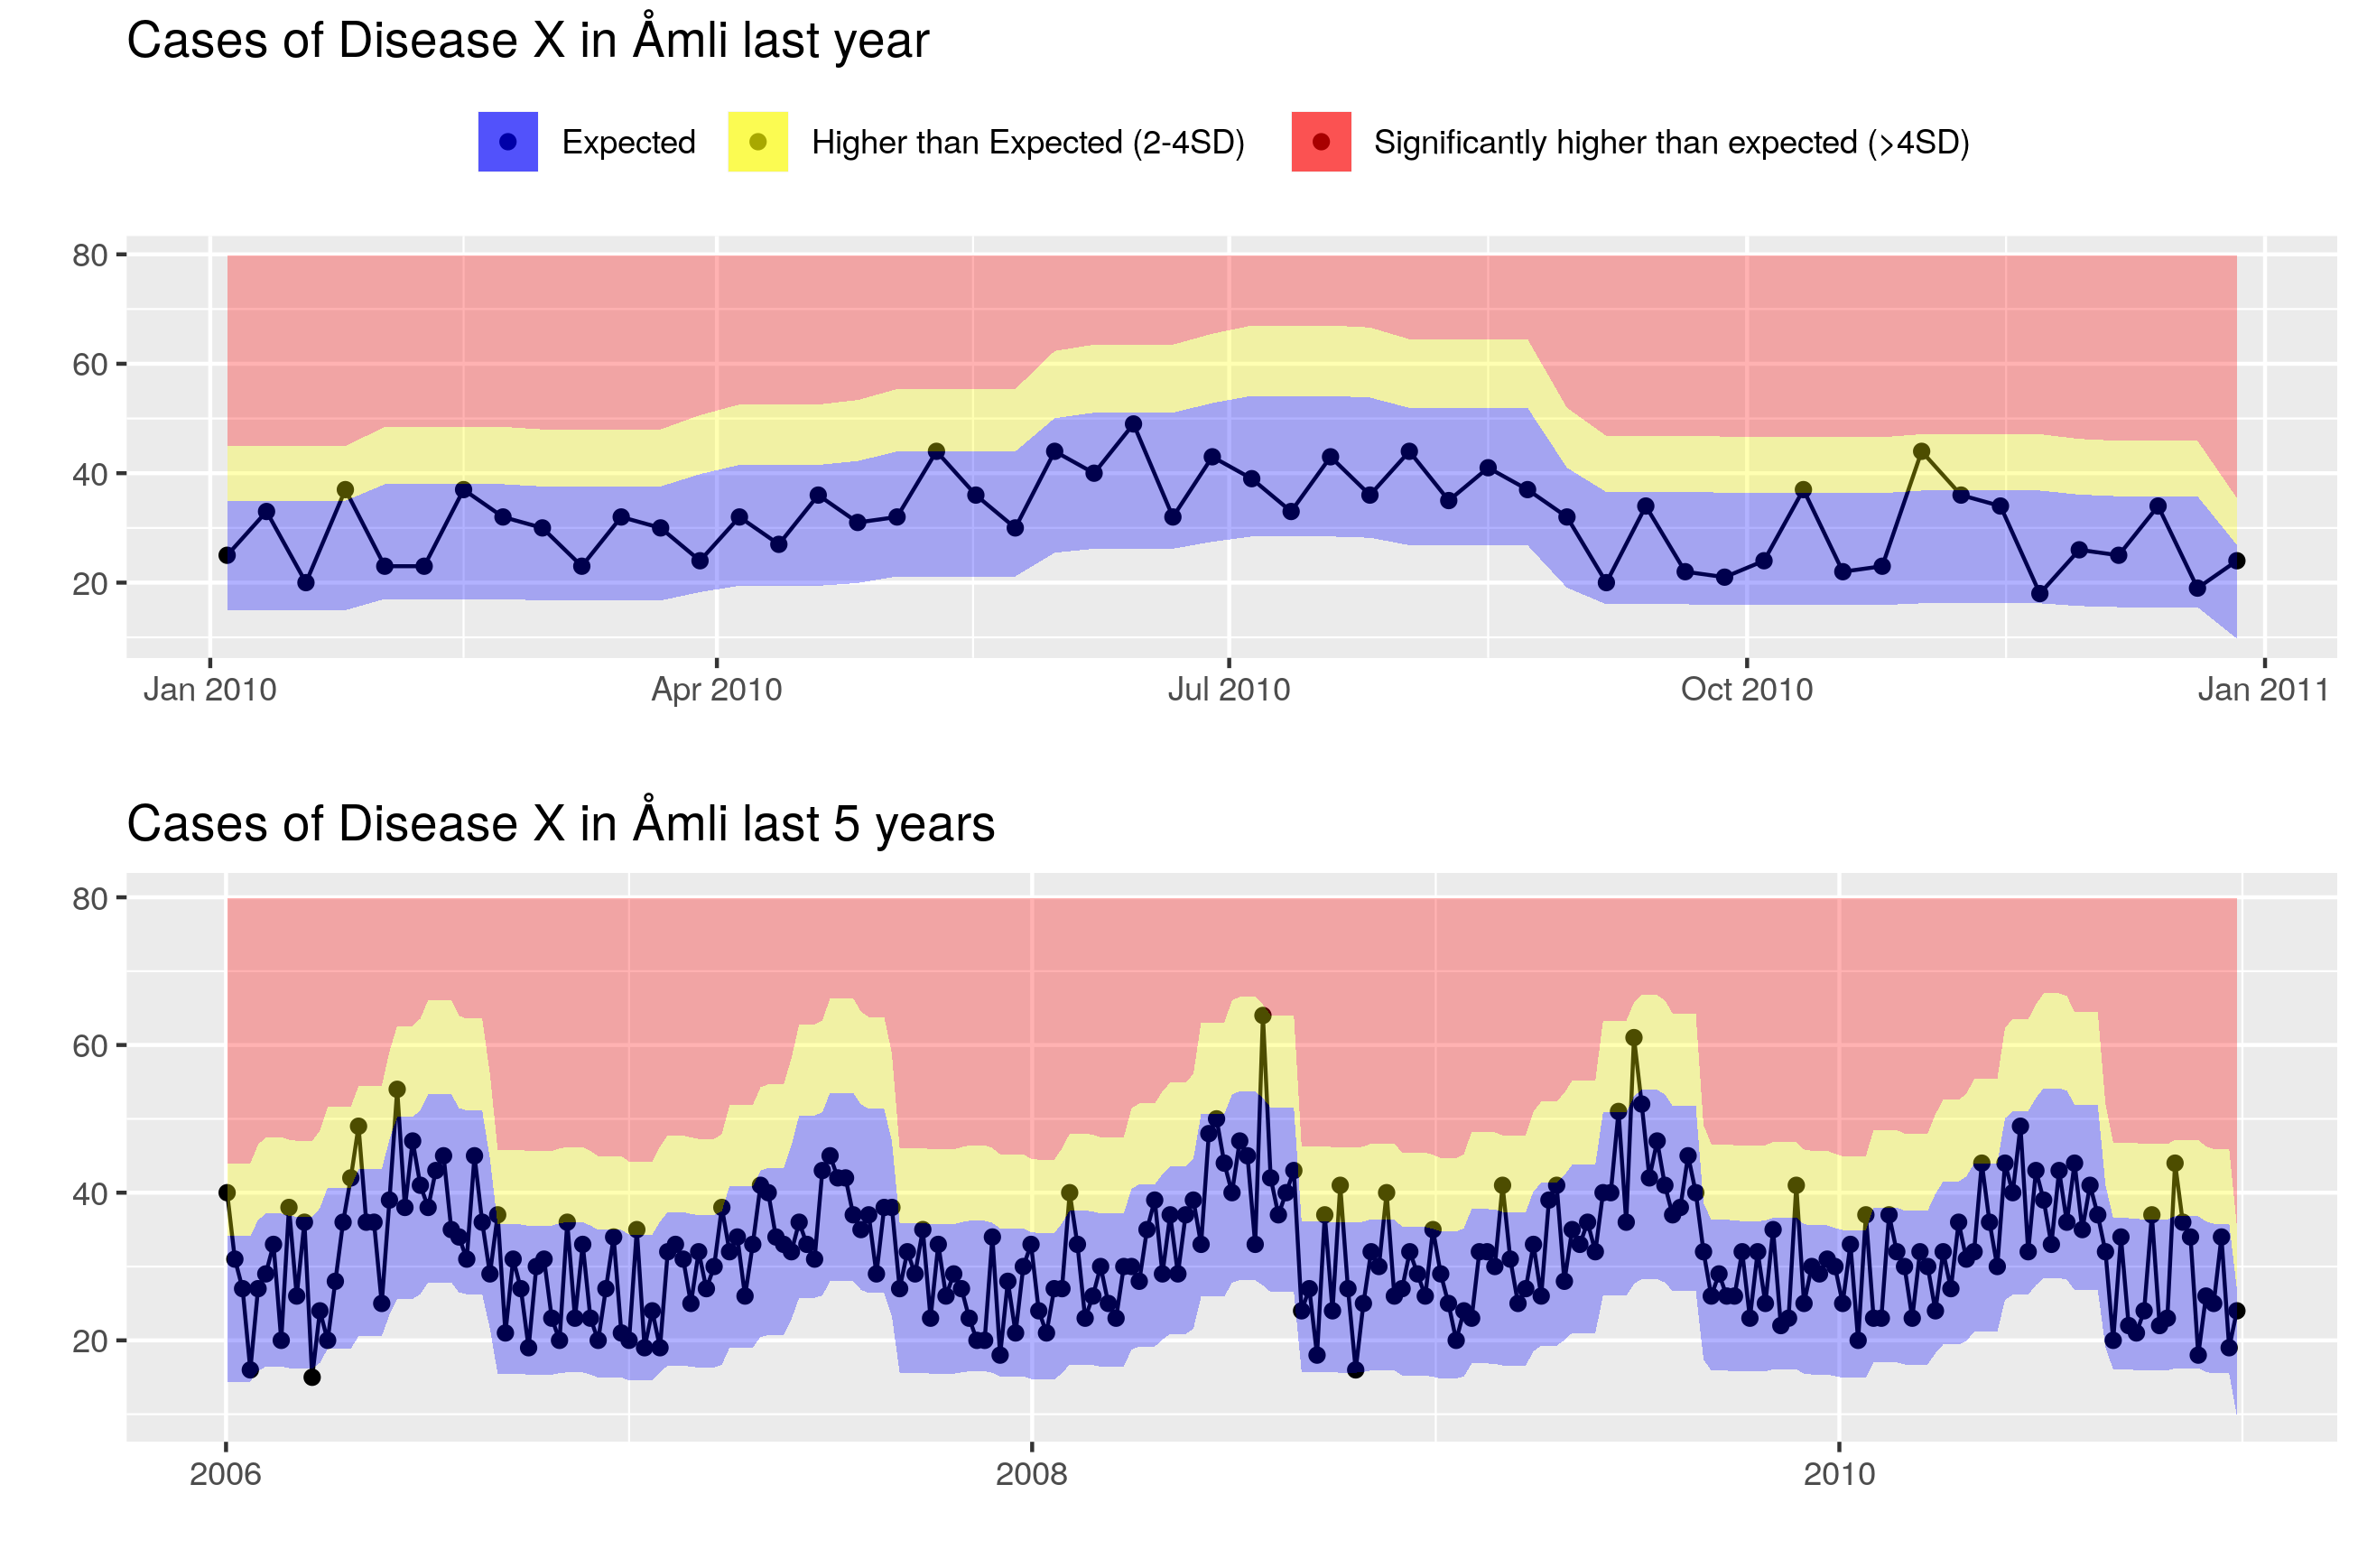 Cases of Disease X in Åmli last year
Expected Higher than Expected (2-4SD) Significantly higher than expected (>4SD)
80
60
40
20
Jan 2010 Apr 2010 Jul 2010 Oct 2010 Jan 2011
Cases of Disease X in Åmli last 5 years
80
60
40
20
2006 2008 2010